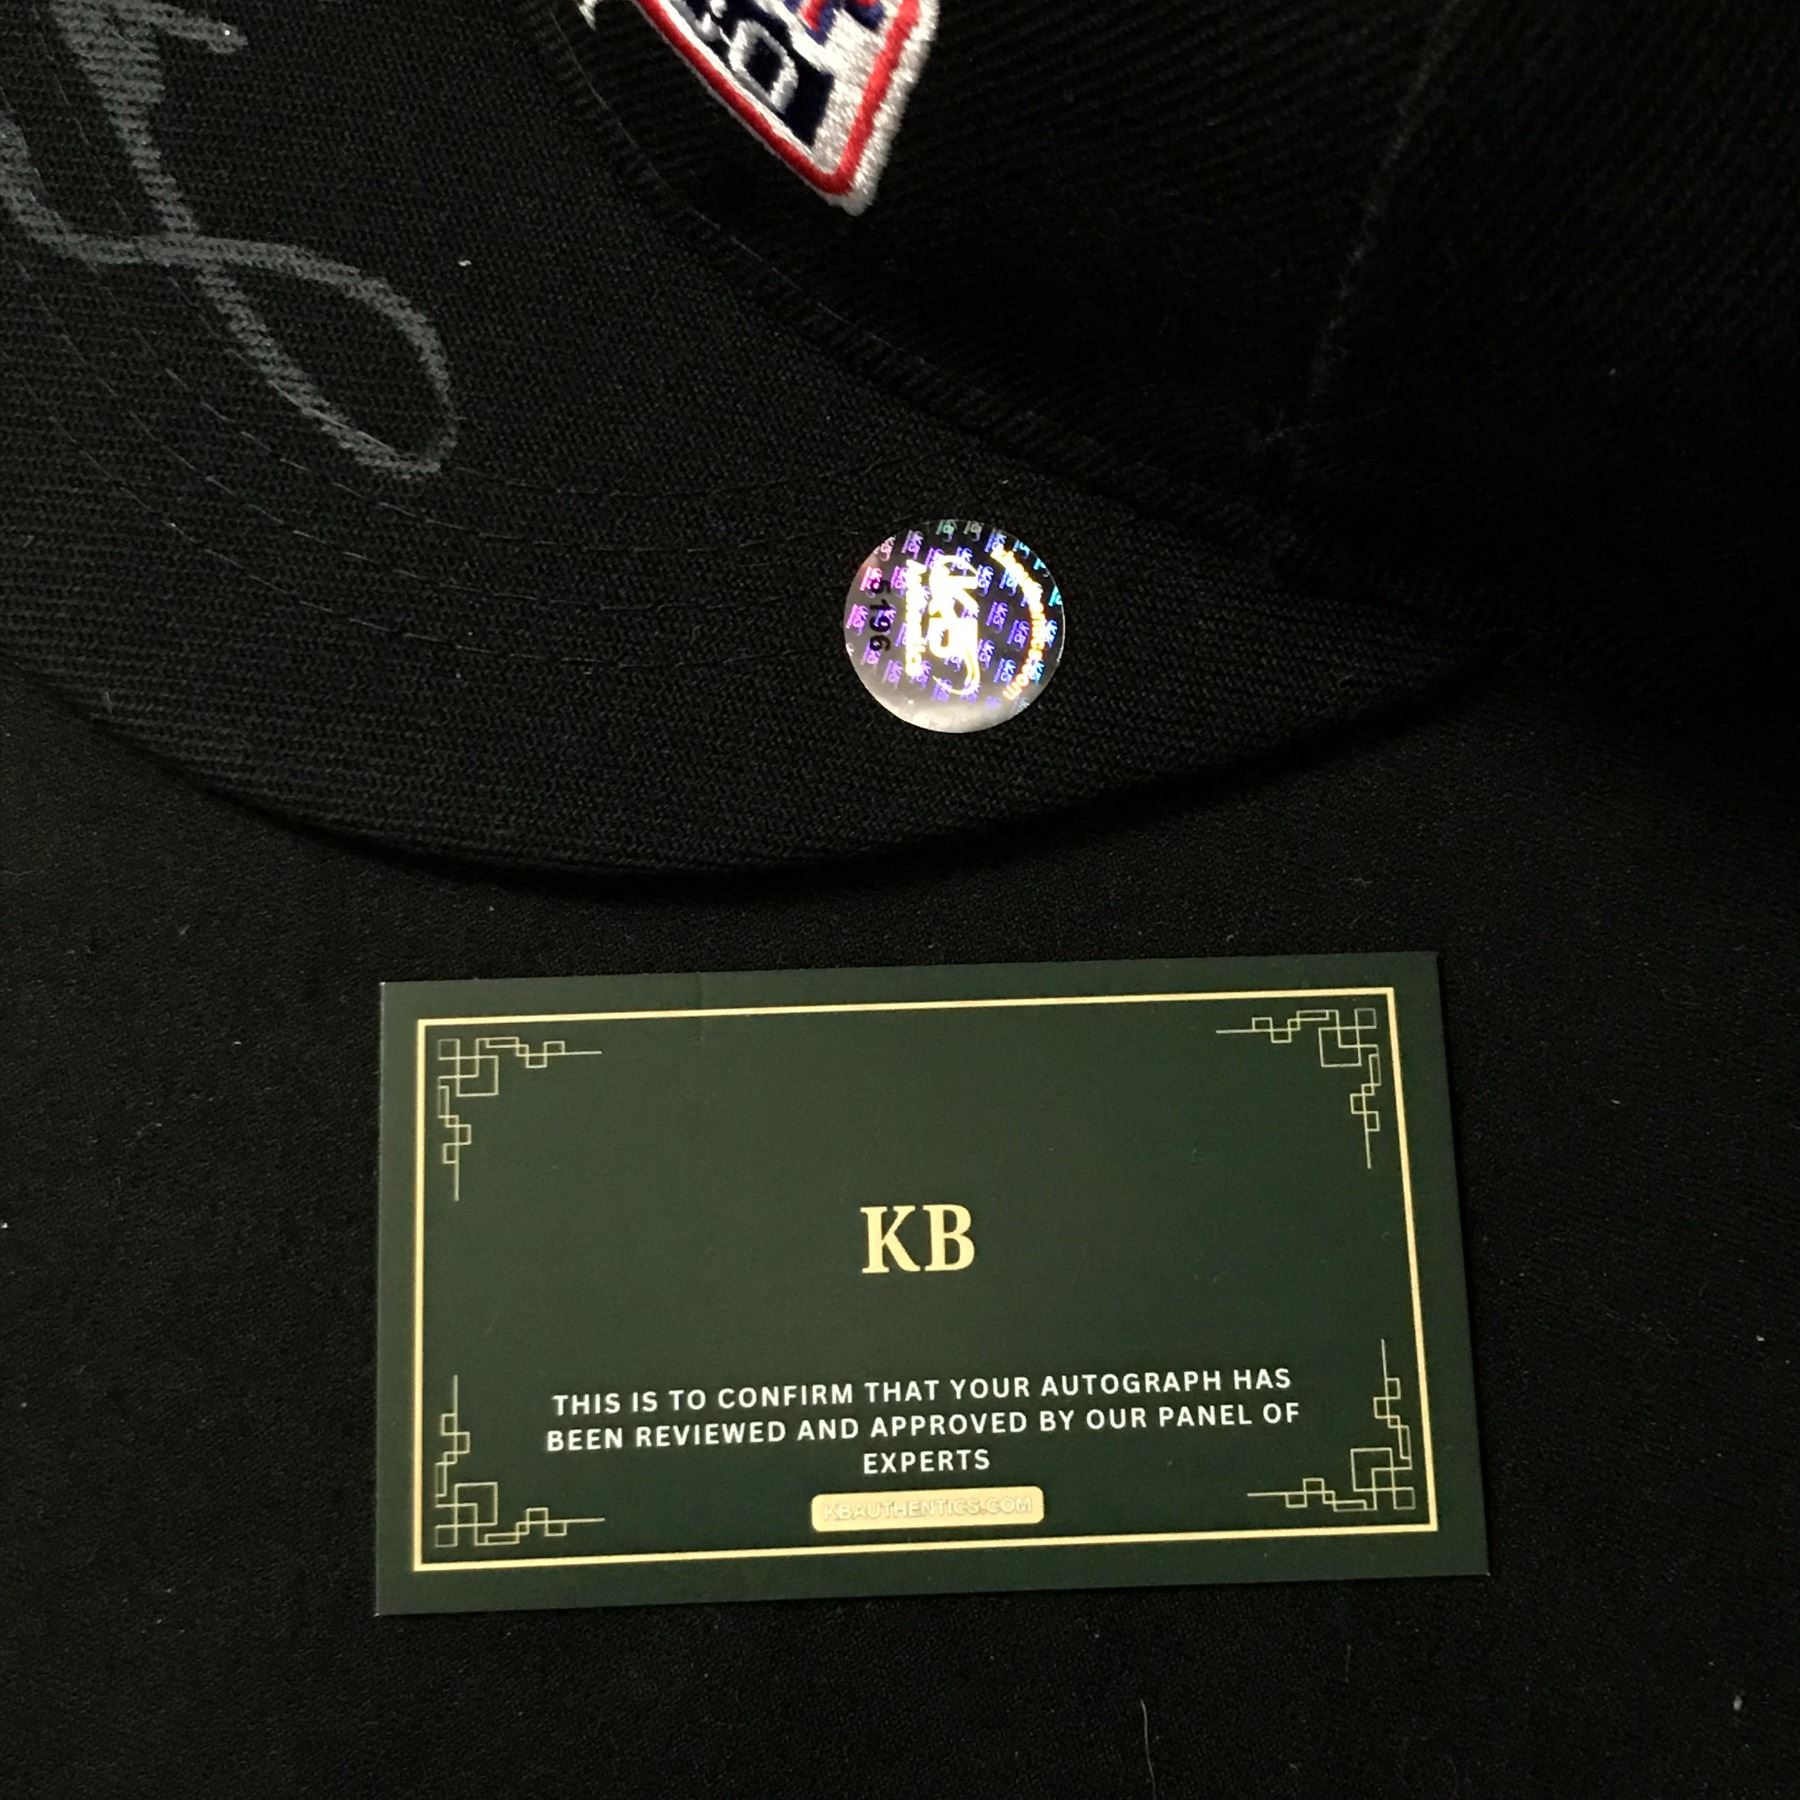 5196
KB
THIS IS TO CONFIRM THAT YOUR AUTOGRAPH HAS
BEEN REVIEWED AND APPROVED BY OUR PANEL OF
EXPERTS
KBAUTHENTICS.COM